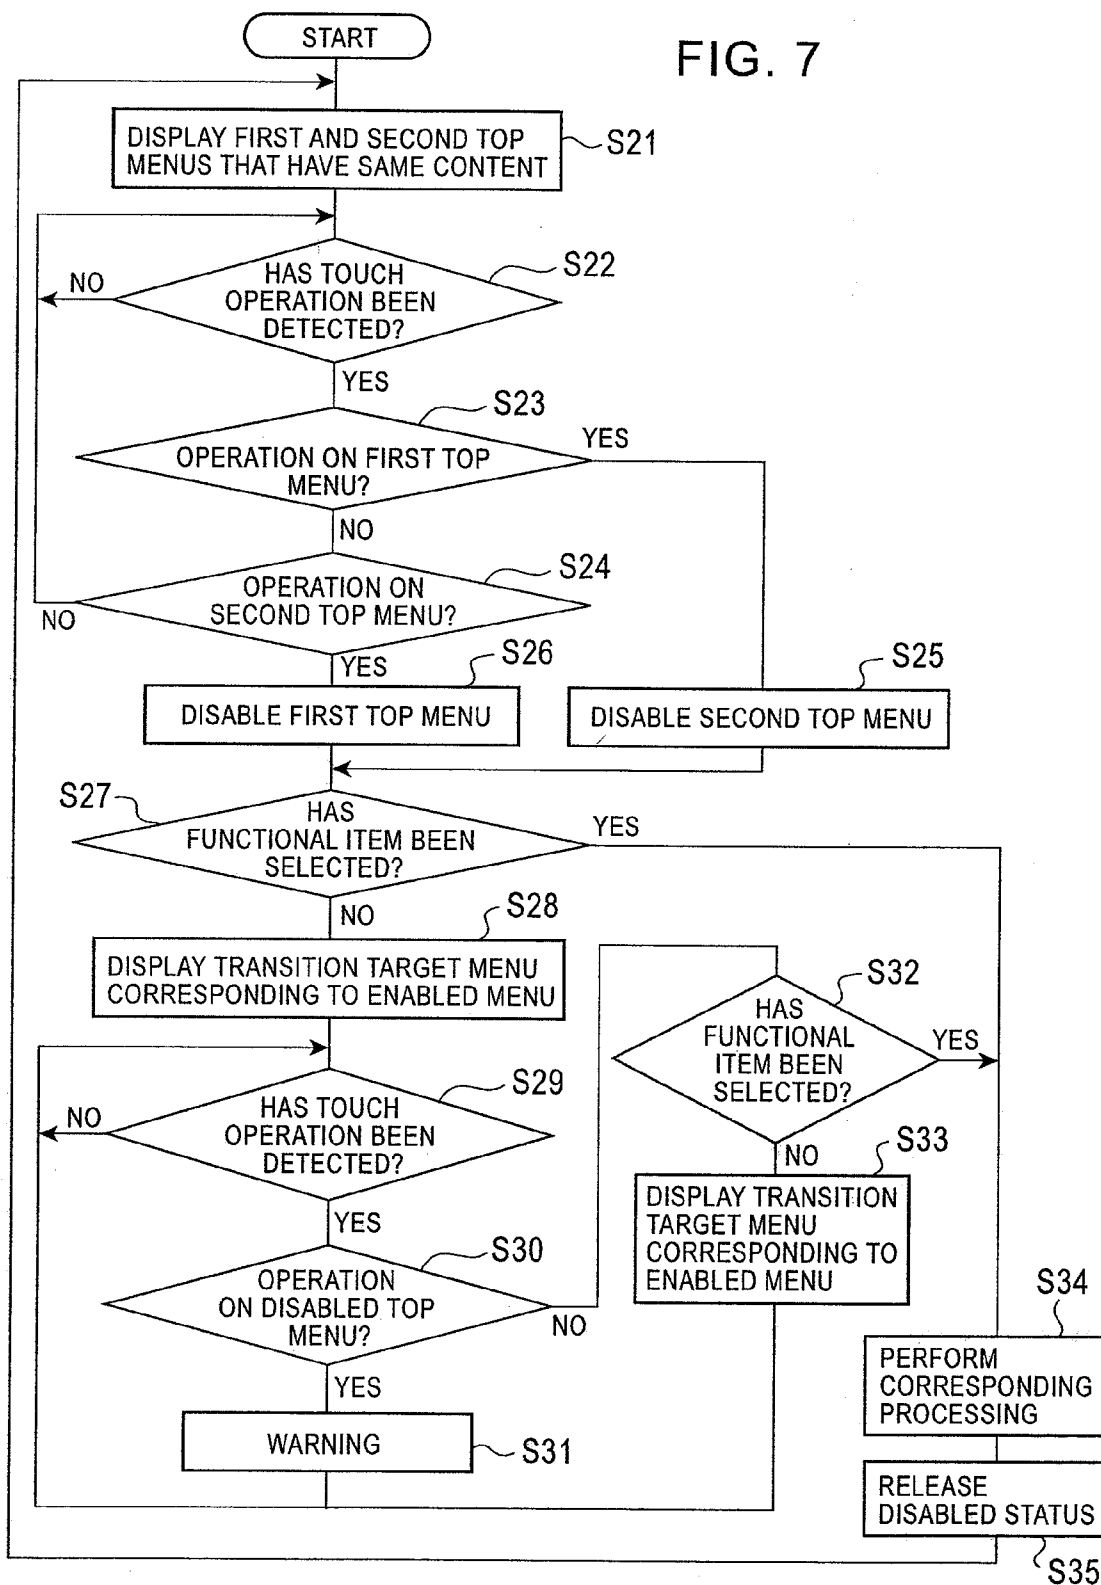 START
FIG. 7
DISPLAY FIRST AND SECOND TOP
MENUS THAT HAVE SAME CONTENT
S21
HAS TOUCH
OPERATION BEEN
DETECTED?
S22
NO
YES
S23
OPERATION ON FIRST TOP
MENU?
YES
NO
OPERATION ON
SECOND TOP MENU?
S24
NO
YES
S26
DISABLE FIRST TOP MENU
S25
DISABLE SECOND TOP MENU
S27
HAS
FUNCTIONAL ITEM BEEN
SELECTED?
YES
NO
S28
DISPLAY TRANSITION TARGET MENU
CORRESPONDING TO ENABLED MENU
S29
HAS TOUCH
OPERATION BEEN
DETECTED?
NO
YES
S30
OPERATION
ON DISABLED TOP
MENU?
NO
YES
WARNING
S31
S32
HAS
FUNCTIONAL
ITEM BEEN
SELECTED?
YES
NO
S33
DISPLAY TRANSITION
TARGET MENU
CORRESPONDING TO
ENABLED MENU
S34
PERFORM
CORRESPONDING
PROCESSING
RELEASE
DISABLED STATUS
S35